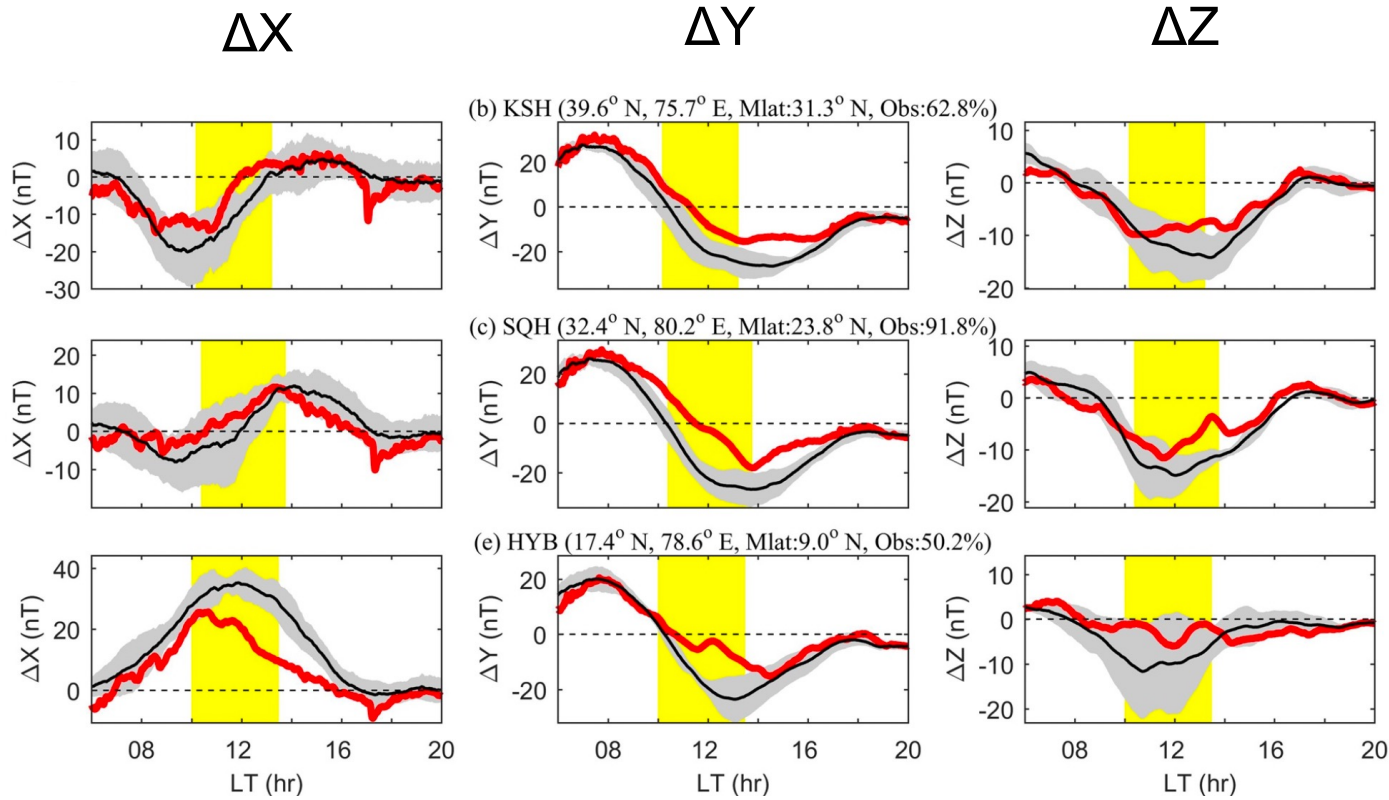 ΔX ΔY ΔZ
(b) KSH (39.6° N, 75.7° E, Mlat:31.3° N, Obs:62.8%)
ΔX (nT)
10
0
-10
-20
-30
ΔY (nT)
20
0
-20
ΔZ (nT)
10
0
-10
-20
(c) SQH (32.4° N, 80.2° E, Mlat:23.8° N, Obs:91.8%)
ΔX (nT)
20
10
0
-10
ΔY (nT)
20
0
-20
ΔZ (nT)
10
0
-10
-20
(e) HYB (17.4° N, 78.6° E, Mlat:9.0° N, Obs:50.2%)
ΔX (nT)
40
20
0
ΔY (nT)
20
0
-20
ΔZ (nT)
10
0
-10
-20
08 12 16 20 08 12 16 20 08 12 16 20
LT (hr) LT (hr) LT (hr)